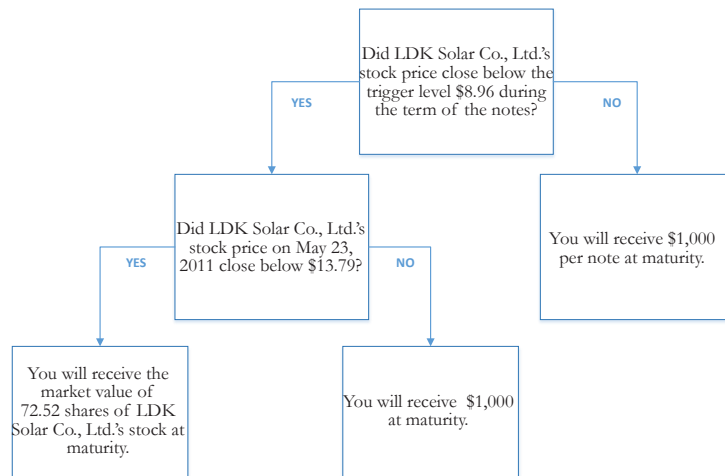 Did LDK Solar Co., Ltd.'s
stock price close below the
trigger level $8.96 during
the term of the notes?
YES
NO
Did LDK Solar Co., Ltd.'s
stock price on May 23,
2011 close below $13.79?
You will receive $1,000
per note at maturity.
YES
NO
You will receive the
market value of
72.52 shares of LDK
Solar Co., Ltd.'s stock at
maturity.
You will receive $1,000
at maturity.